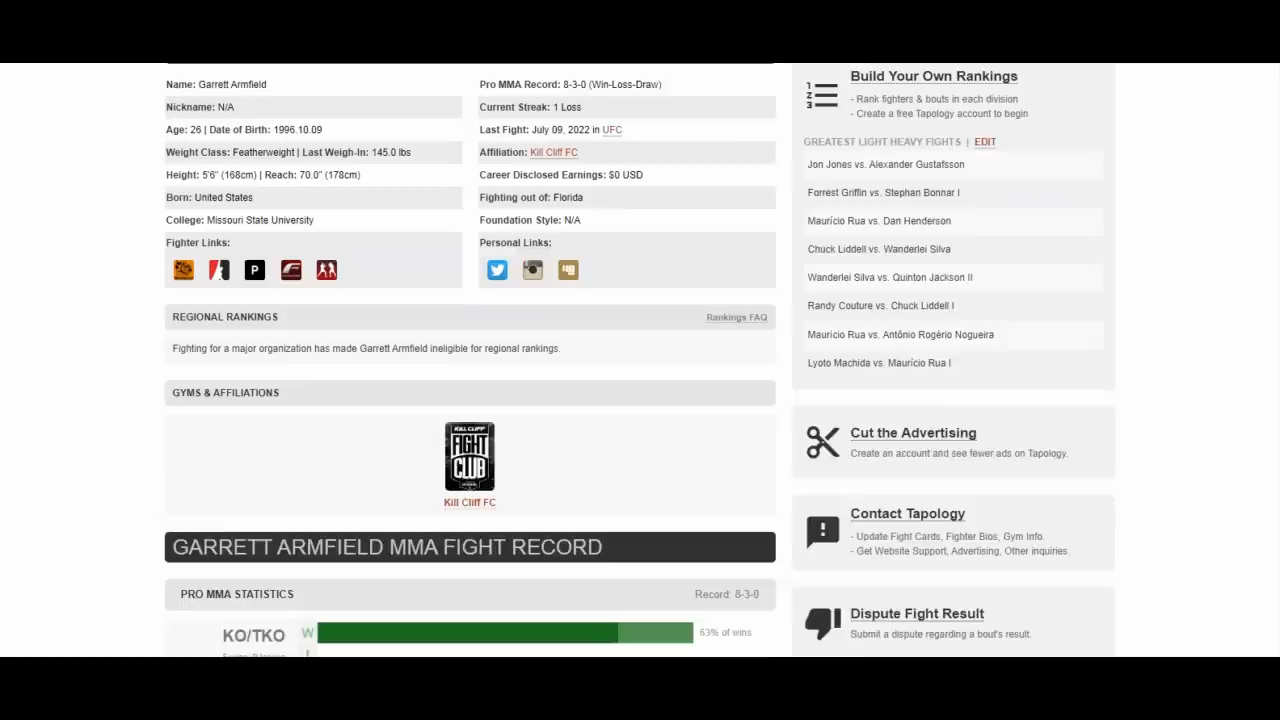 Name: Garrett Armfield
Nickname: N/A
Age: 26 | Date of Birth: 1996.10.09
Weight Class: Featherweight | Last Weigh-In: 145.0 lbs
Height: 5'6" (168cm) | Reach: 70.0" (178cm)
Born: United States
College: Missouri State University
Fighter Links:
Pro MMA Record: 8-3-0 (Win-Loss-Draw)
Current Streak: 1 Loss
Last Fight: July 09, 2022 in UFC
Affiliation: Kill Cliff FC
Career Disclosed Earnings: $0 USD
Fighting out of: Florida
Foundation Style: N/A
Personal Links:
REGIONAL RANKINGS
Rankings FAQ
Fighting for a major organization has made Garrett Armfield ineligible for regional rankings.
GYMS & AFFILIATIONS
KILL CLIFF
FIGHT
CLUB
Kill Cliff FC
GARRETT ARMFIELD MMA FIGHT RECORD
PRO MMA STATISTICS
Record: 8-3-0
KO/TKO
W
63% of wins
Build Your Own Rankings
- Rank fighters & bouts in each division
- Create a free Tapology account to begin
GREATEST LIGHT HEAVY FIGHTS | EDIT
Jon Jones vs. Alexander Gustafsson
Forrest Griffin vs. Stephan Bonnar I
Maurício Rua vs. Dan Henderson
Chuck Liddell vs. Wanderlei Silva
Wanderlei Silva vs. Quinton Jackson II
Randy Couture vs. Chuck Liddell I
Maurício Rua vs. Antônio Rogério Nogueira
Lyoto Machida vs. Maurício Rua I
Cut the Advertising
Create an account and see fewer ads on Tapology.
Contact Tapology
- Update Fight Cards, Fighter Bios, Gym Info.
- Get Website Support, Advertising, Other inquiries.
Dispute Fight Result
Submit a dispute regarding a bout's result.